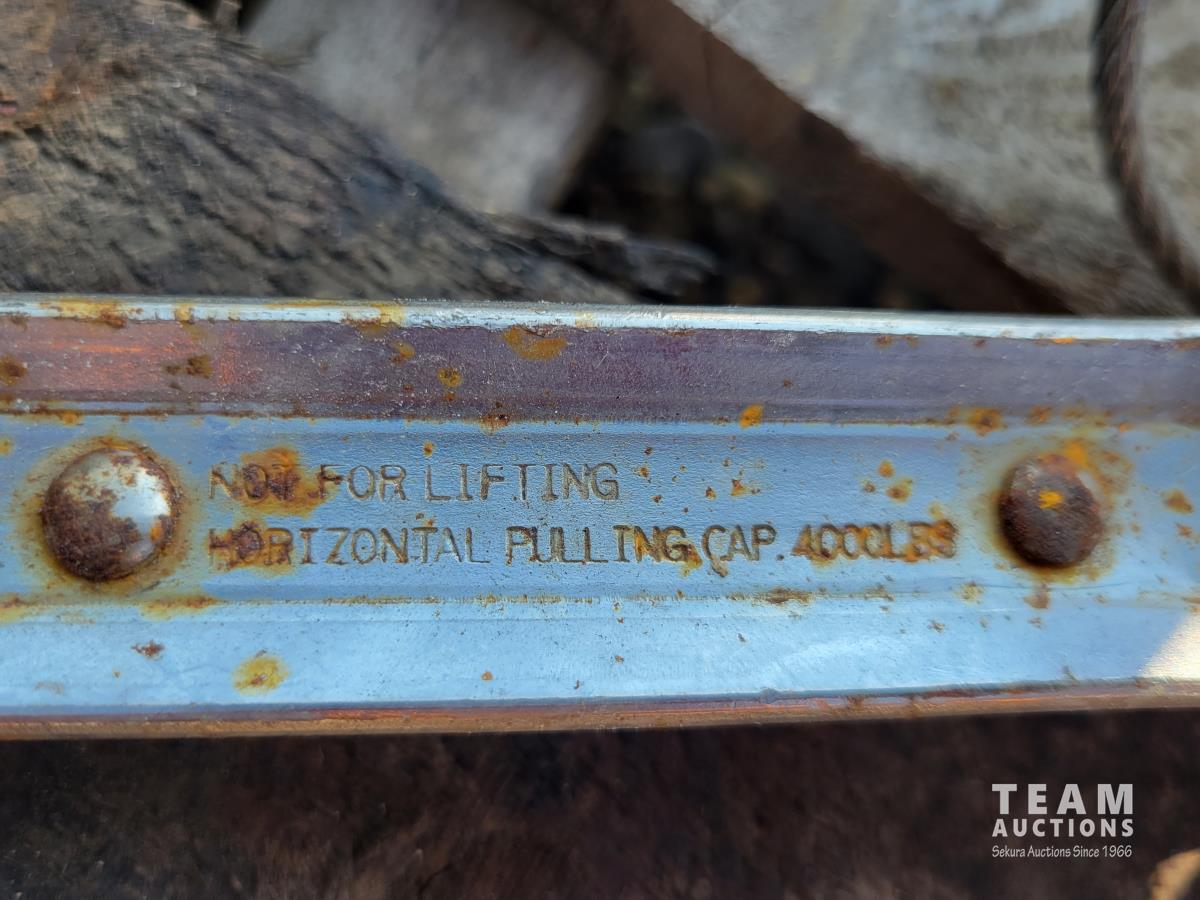 NOT FOR LIFTING
HORIZONTAL PULLING CAP. 4000LBS
TEAM
AUCTIONS
Sekura Auctions Since 1966